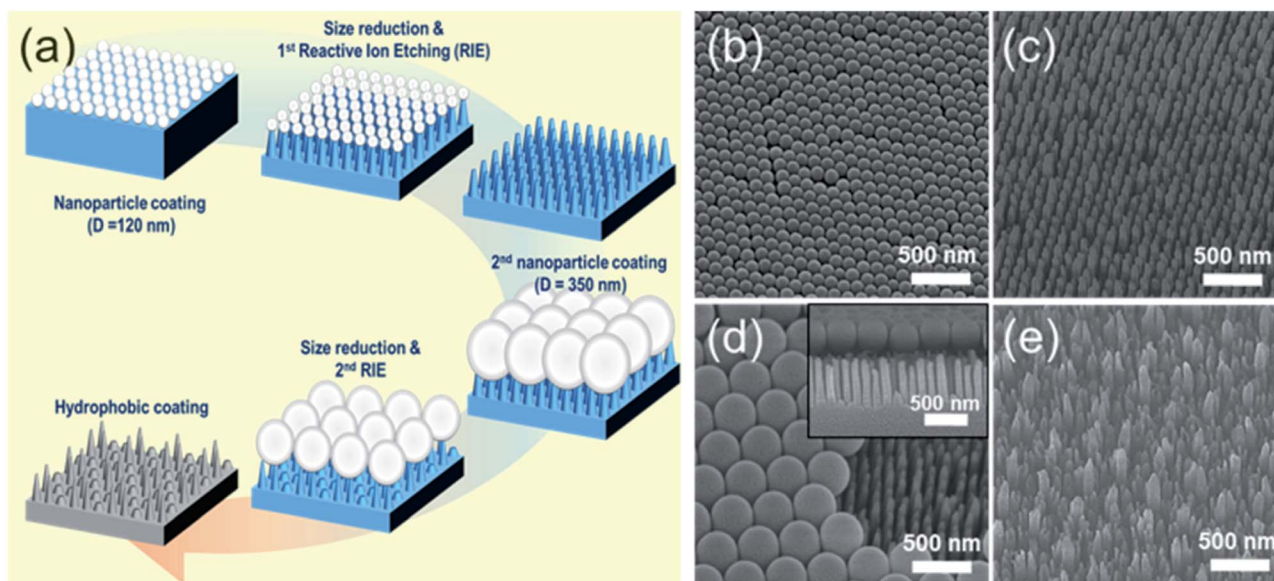 (a)
Size reduction &
1st Reactive Ion Etching (RIE)
Nanoparticle coating
(D =120 nm)
2nd nanoparticle coating
(D = 350 nm)
Size reduction &
2nd RIE
Hydrophobic coating
(b)
500 nm
(c)
500 nm
(d)
500 nm
500 nm
(e)
500 nm